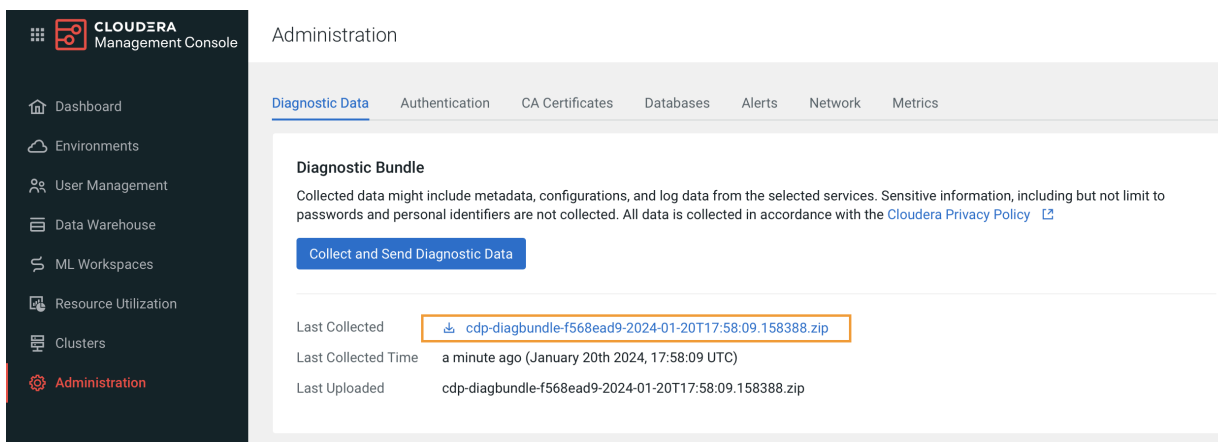 CLOUDERA
Management Console
Administration
Dashboard
Environments
User Management
Data Warehouse
ML Workspaces
Resource Utilization
Clusters
Administration
Diagnostic Data Authentication CA Certificates Databases Alerts Network Metrics
Diagnostic Bundle
Collected data might include metadata, configurations, and log data from the selected services. Sensitive information, including but not limit to
passwords and personal identifiers are not collected. All data is collected in accordance with the Cloudera Privacy Policy
Collect and Send Diagnostic Data
Last Collected cdp-diagbundle-f568ead9-2024-01-20T17:58:09.158388.zip
Last Collected Time a minute ago (January 20th 2024, 17:58:09 UTC)
Last Uploaded cdp-diagbundle-f568ead9-2024-01-20T17:58:09.158388.zip